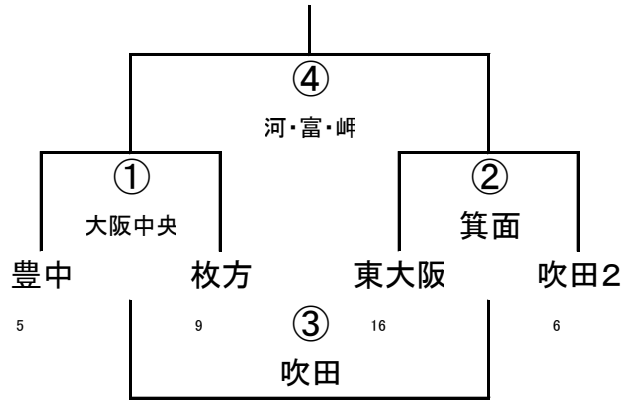 ④
河・富・岬
① ②
大阪中央 箕面
豊中 枚方 東大阪 吹田2
5 9 ③ 16 6
吹田